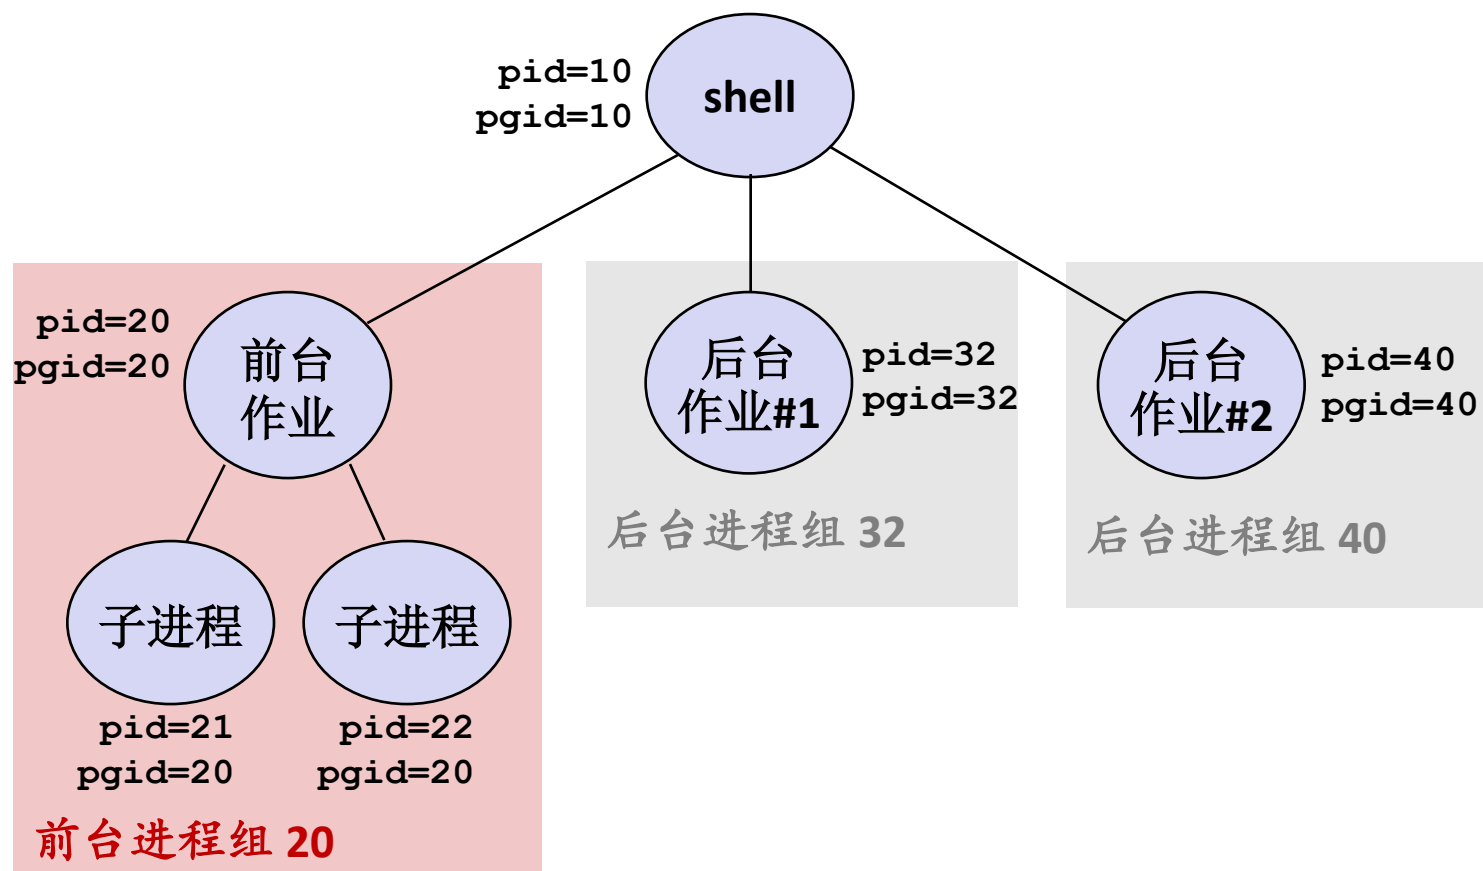 pid=10
pgid=10
shell
pid=20
pgid=20
前台
作业
后台
作业#1
pid=32
pgid=32
后台
作业#2
pid=40
pgid=40
后台进程组 32
后台进程组 40
子进程
子进程
pid=21
pgid=20
pid=22
pgid=20
前台进程组 20